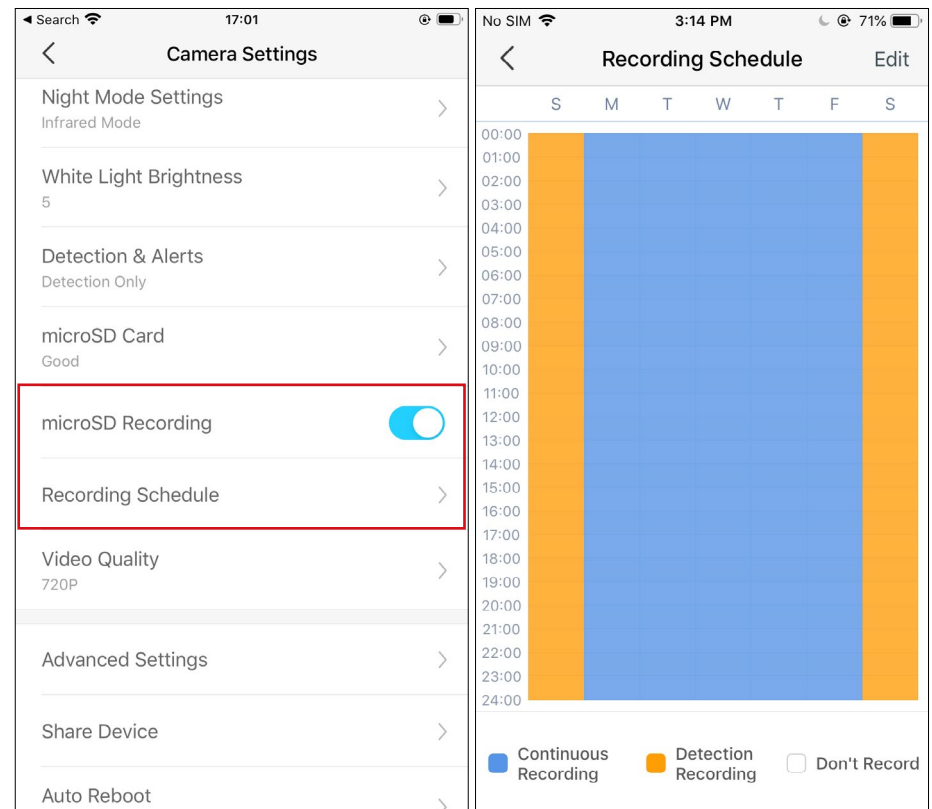 Search 17:01
Camera Settings
Night Mode Settings
Infrared Mode
White Light Brightness
5
Detection & Alerts
Detection Only
microSD Card
Good
microSD Recording
Recording Schedule
Video Quality
720P
Advanced Settings
Share Device
Auto Reboot
No SIM 3:14 PM 71%
Recording Schedule Edit
S M T W T F S
00:00
01:00
02:00
03:00
04:00
05:00
06:00
07:00
08:00
09:00
10:00
11:00
12:00
13:00
14:00
15:00
16:00
17:00
18:00
19:00
20:00
21:00
22:00
23:00
24:00
Continuous
Recording
Detection
Recording
Don't Record